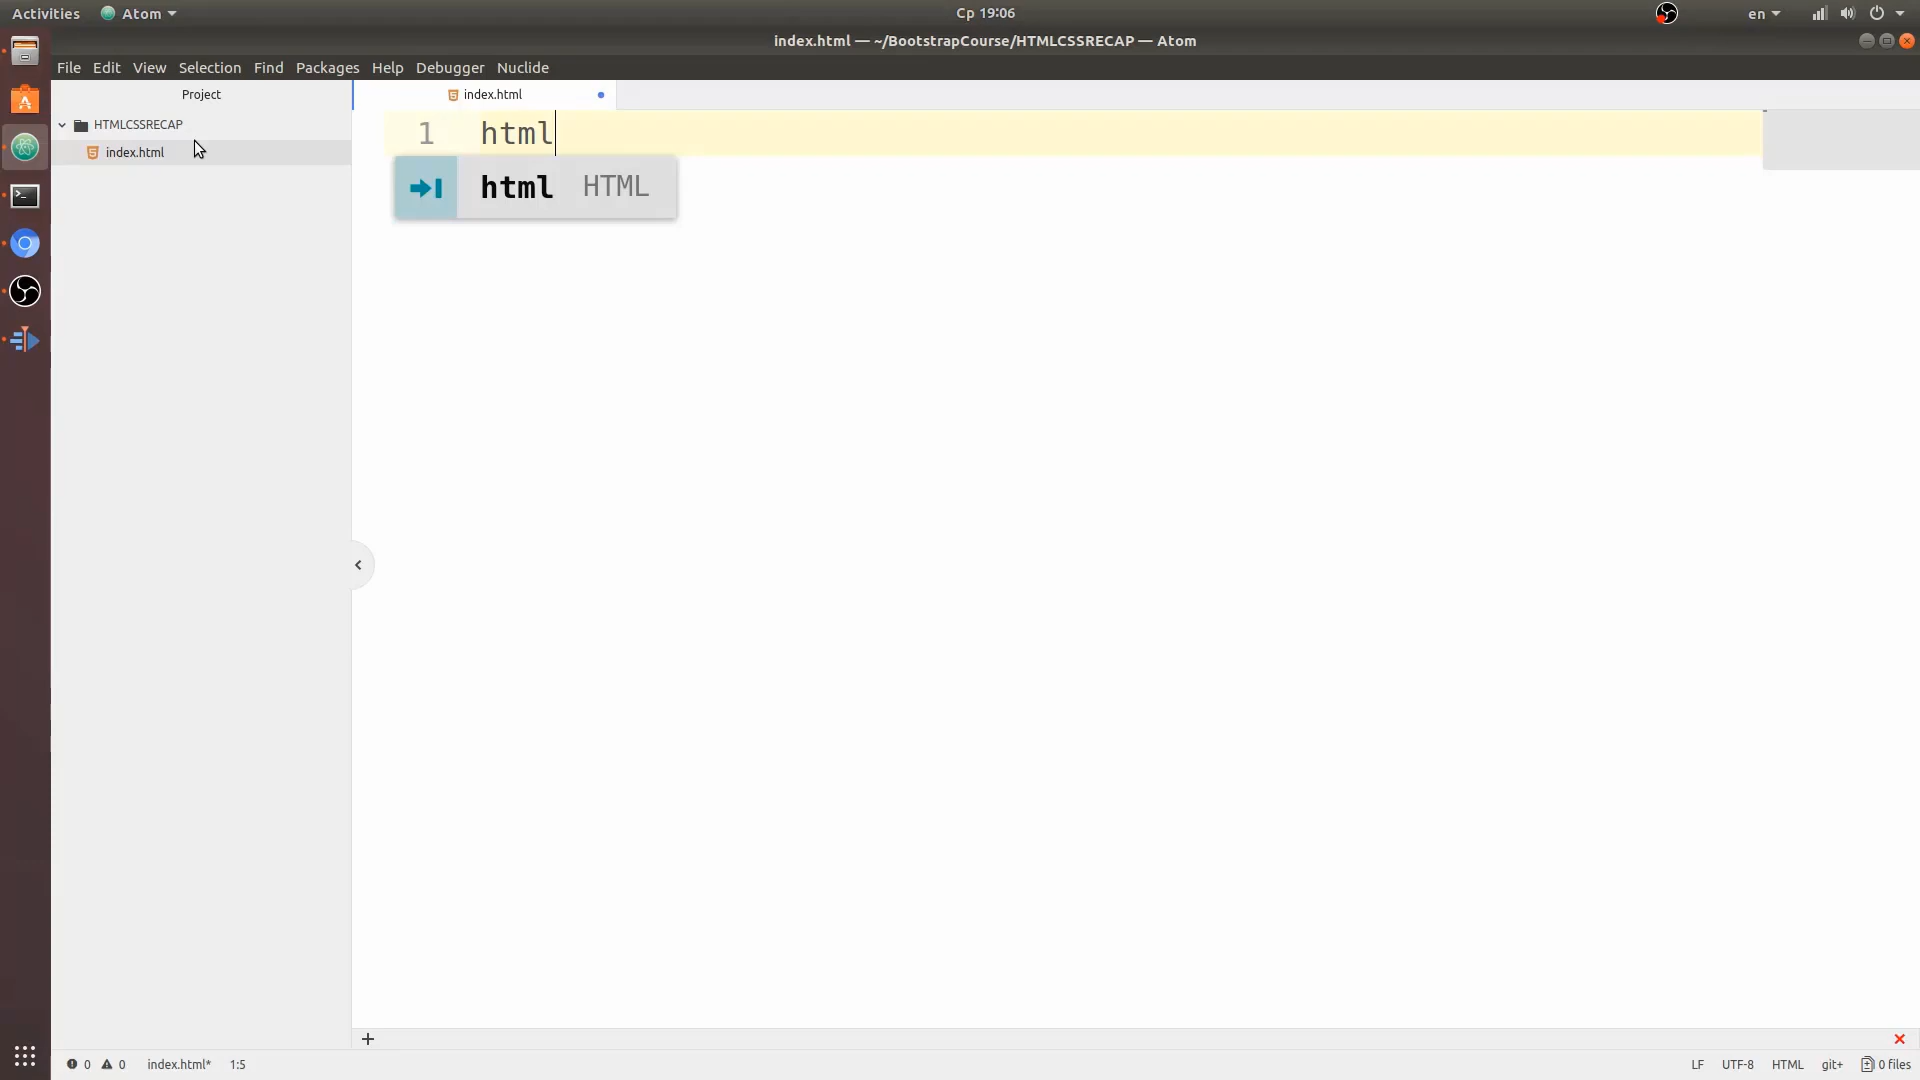 Activities Atom Ср 19:06 en
index.html — ~/BootstrapCourse/HTMLCSSRECAP — Atom
File Edit View Selection Find Packages Help Debugger Nuclide
Project index.html
HTMLCSSRECAP
index.html
1 html
html HTML
0 0 index.html* 1:5 LF UTF-8 HTML git+ 0 files